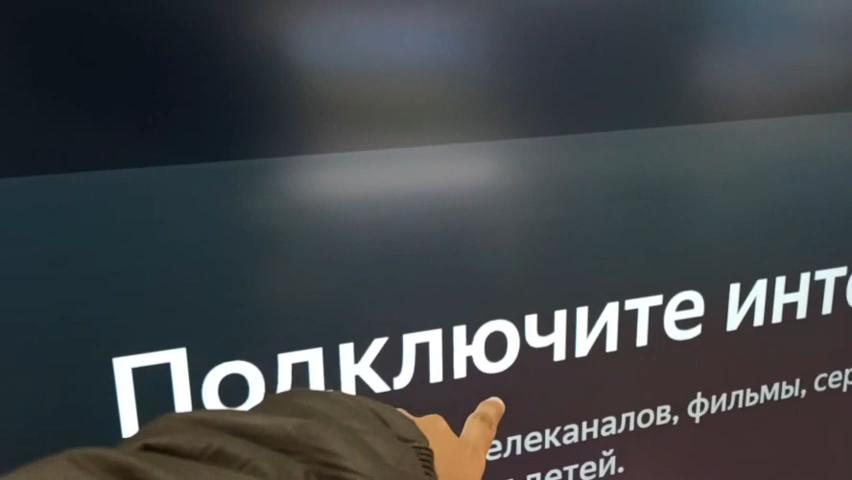 Подключите инте
елеканалов, фильмы, сер
детей.